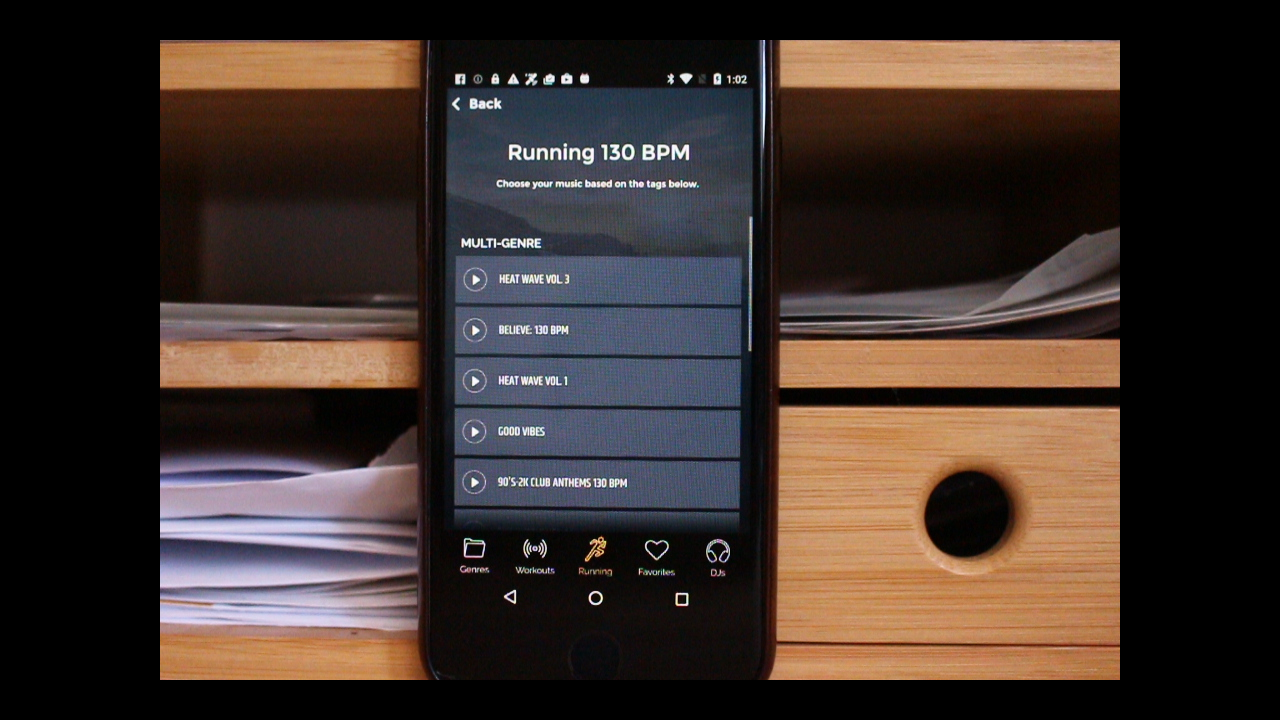 1:02
Back
Running 130 BPM
Choose your music based on the tags below.
MULTI-GENRE
HEAT WAVE VOL. 3
BELIEVE: 130 BPM
HEAT WAVE VOL. 1
GOOD VIBES
90'S-2K CLUB ANTHEMS 130 BPM
Genres Workouts Running Favorites DJs